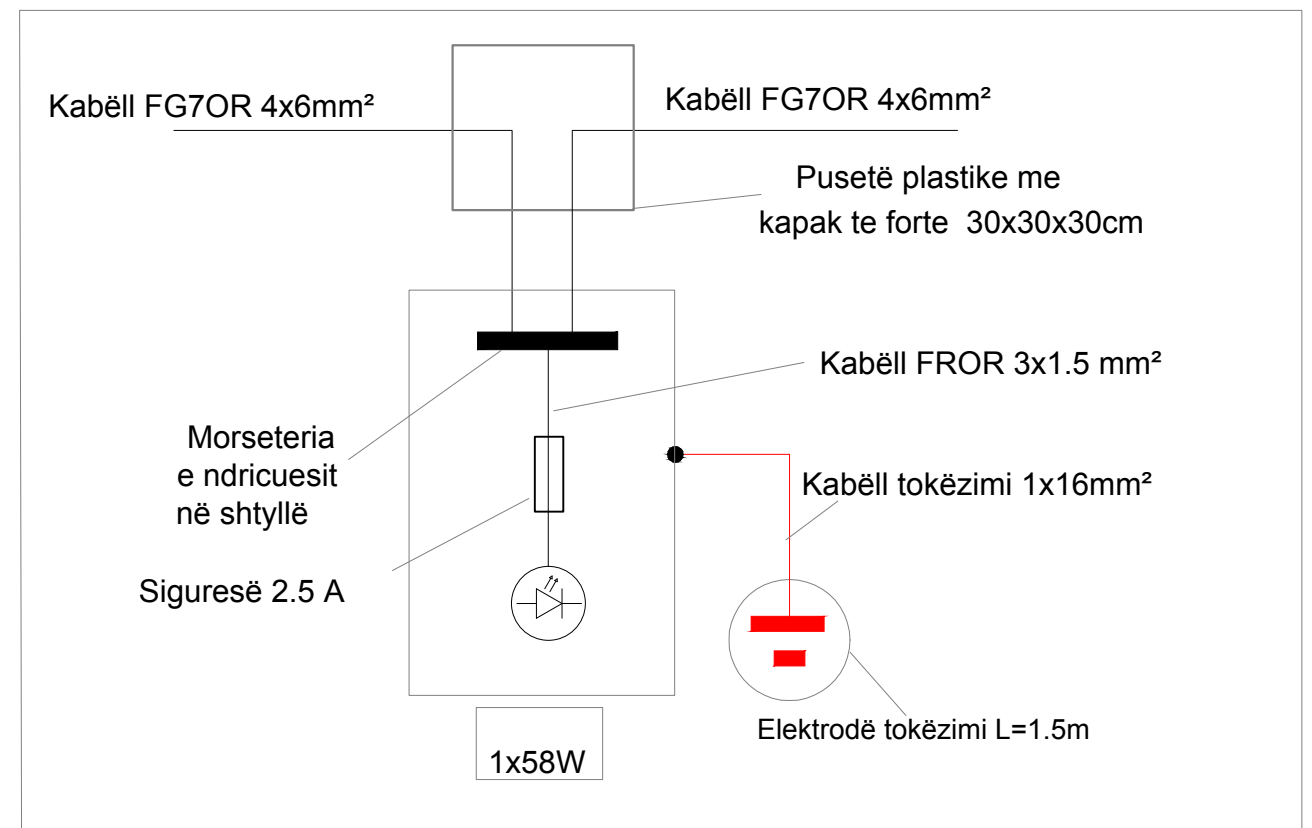 Kabëll FG7OR 4x6mm²
Kabëll FG7OR 4x6mm²
Pusetë plastike me
kapak te forte 30x30x30cm
Kabëll FROR 3x1.5 mm²
Morseteria
e ndricuesit
në shtyllë
Kabëll tokëzimi 1x16mm²
Siguresë 2.5 A
Elektrodë tokëzimi L=1.5m
1x58W